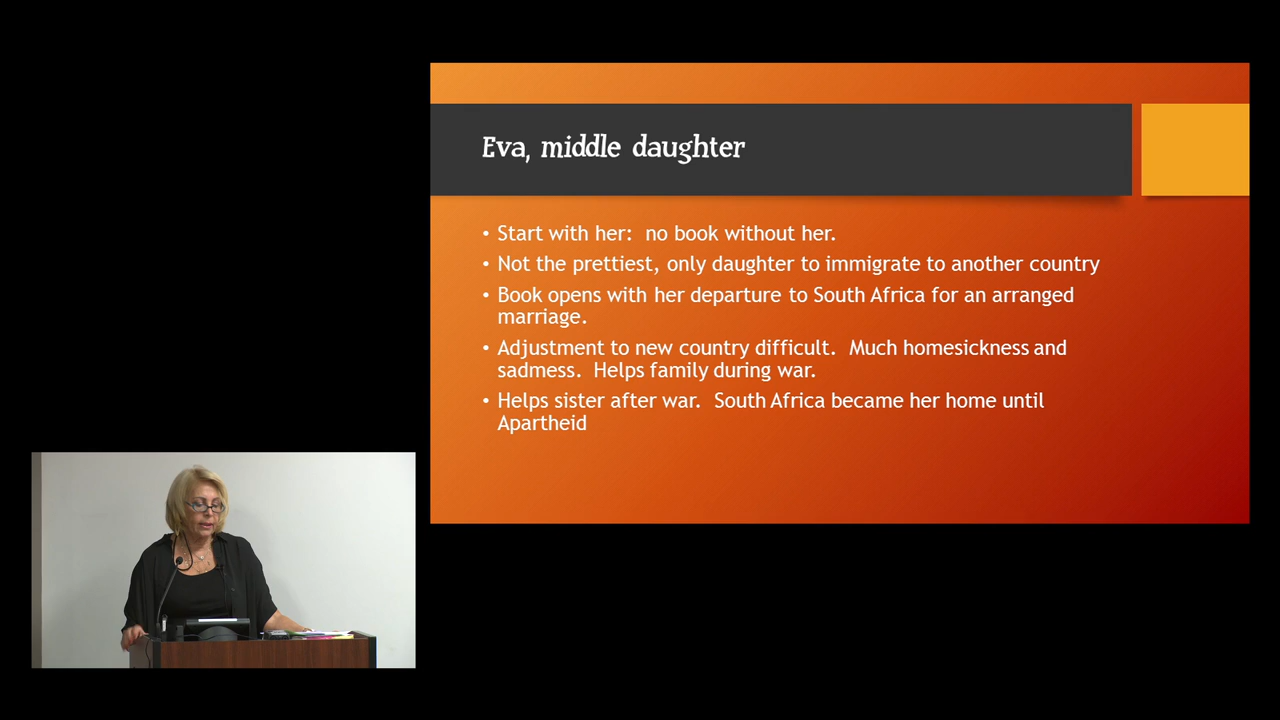 Eva, middle daughter
• Start with her:  no book without her.
• Not the prettiest, only daughter to immigrate to another country
• Book opens with her departure to South Africa for an arranged
marriage.
• Adjustment to new country difficult.  Much homesickness and
sadmess.  Helps family during war.
• Helps sister after war.  South Africa became her home until
Apartheid